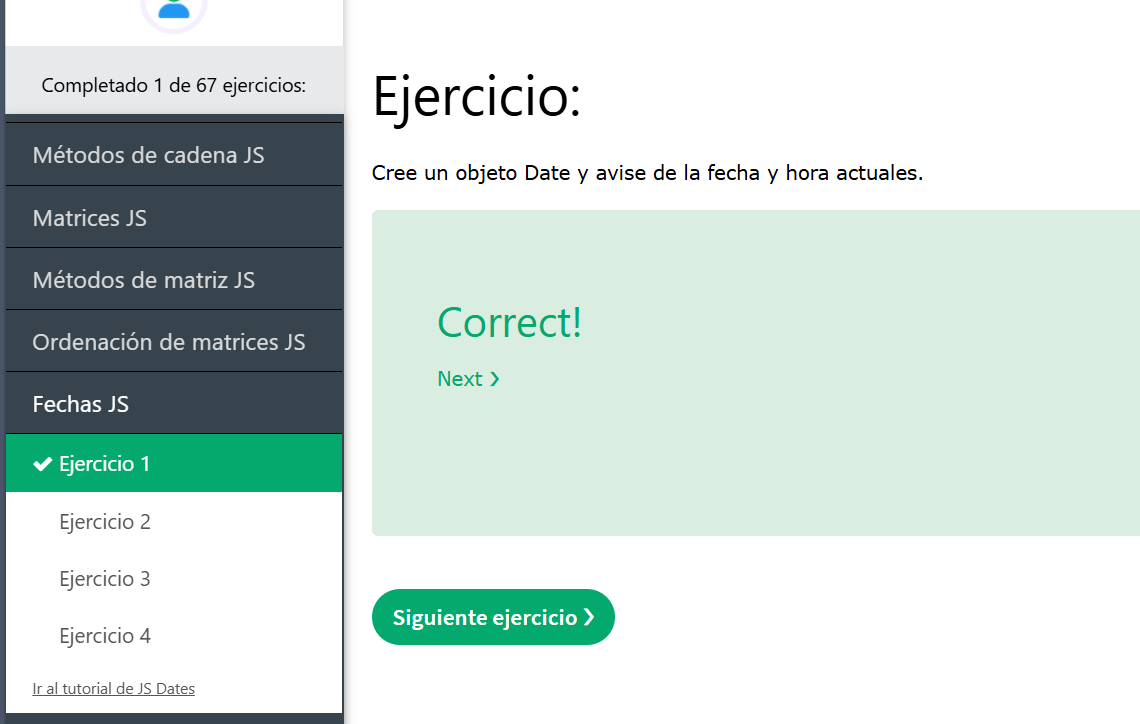 Completado 1 de 67 ejercicios:
Métodos de cadena JS
Matrices JS
Métodos de matriz JS
Ordenación de matrices JS
Fechas JS
Ejercicio 1
Ejercicio 2
Ejercicio 3
Ejercicio 4
Ir al tutorial de JS Dates
Ejercicio:
Cree un objeto Date y avise de la fecha y hora actuales.
Correct!
Next ❯
Siguiente ejercicio ❯